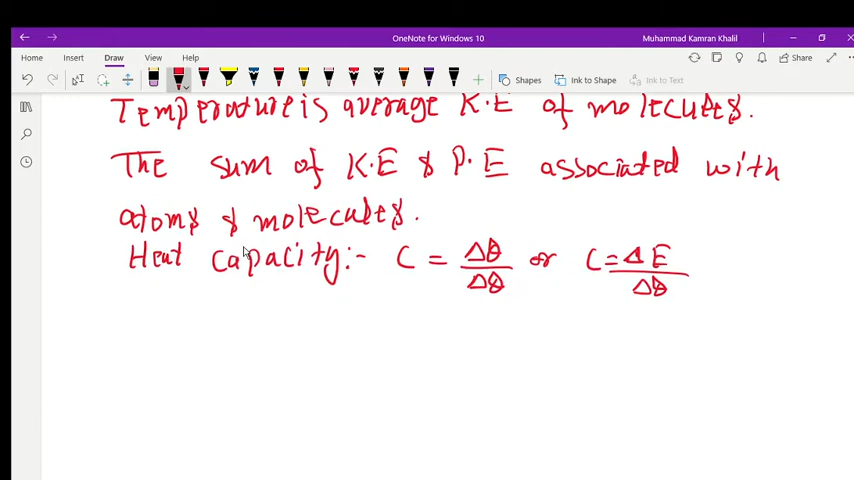 OneNote for Windows 10
Muhammad Kamran Khalil
Home Insert Draw View Help
Share
Shapes Ink to Shape Ink to Text
Temperature is average K.E of molecules.
The sum of K.E & P.E associated with
atoms & molecules.
Heat capacity:- C = ΔQ/Δθ or C = ΔE/Δθ